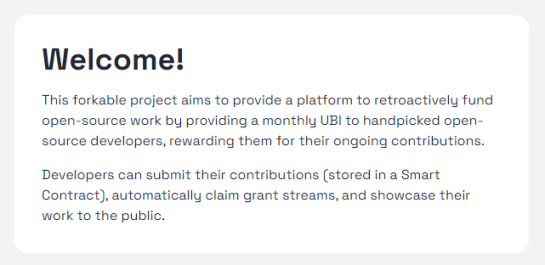 Welcome!
This forkable project aims to provide a platform to retroactively fund
open-source work by providing a monthly UBI to handpicked open-
source developers, rewarding them for their ongoing contributions.
Developers can submit their contributions (stored in a Smart
Contract), automatically claim grant streams, and showcase their
work to the public.